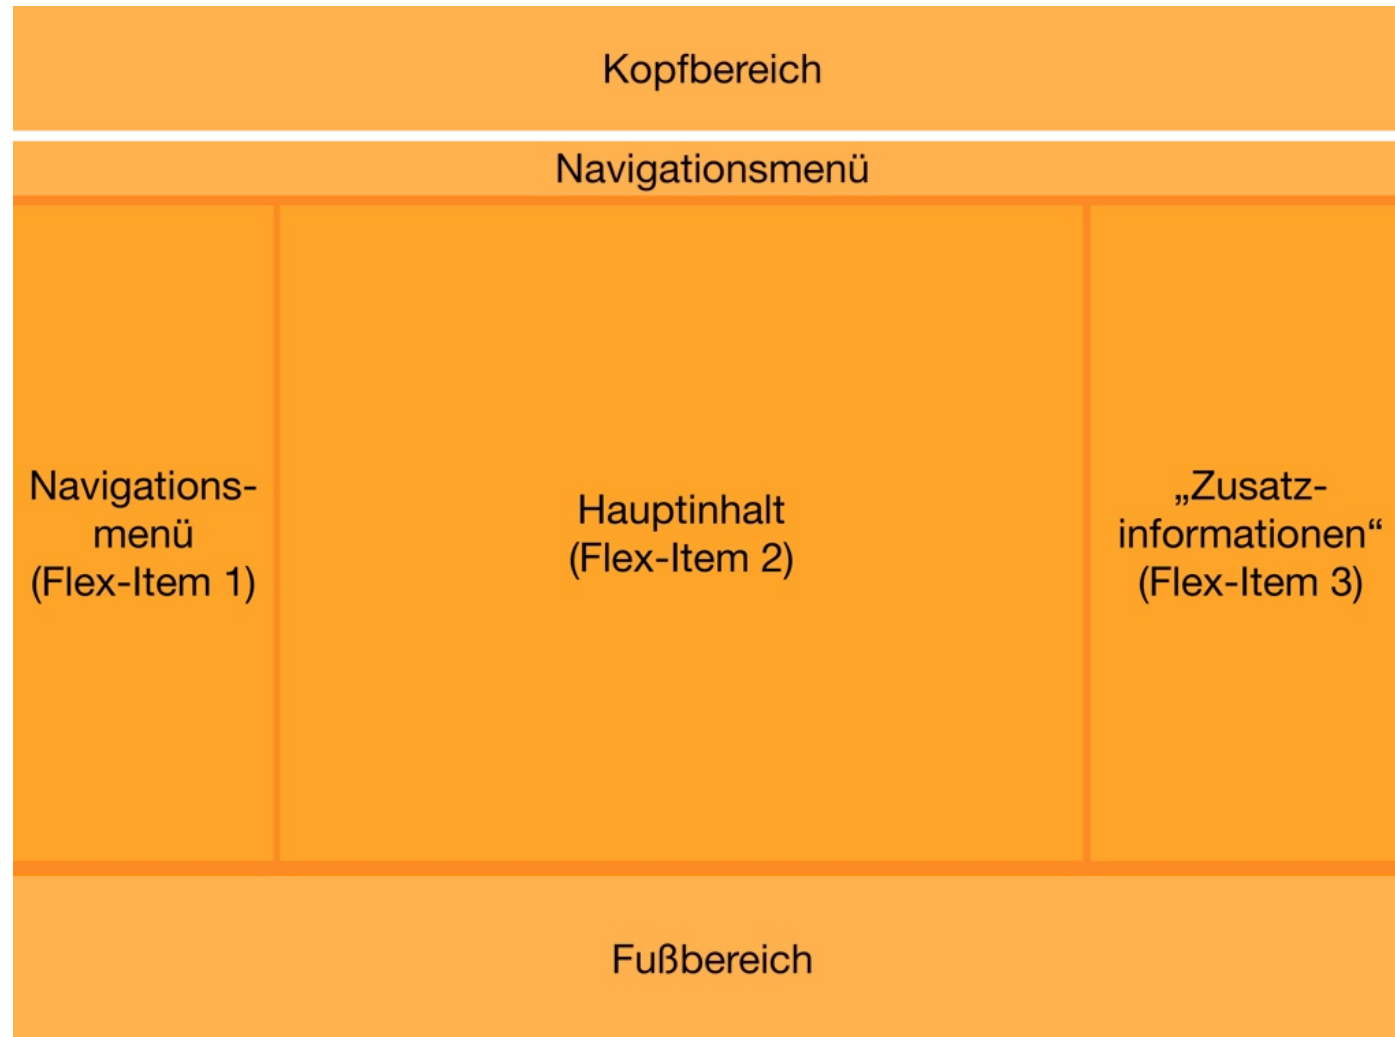 Kopfbereich
Navigationsmenü
Navigations-
menü
(Flex-Item 1)
Hauptinhalt
(Flex-Item 2)
„Zusatz-
informationen“
(Flex-Item 3)
Fußbereich